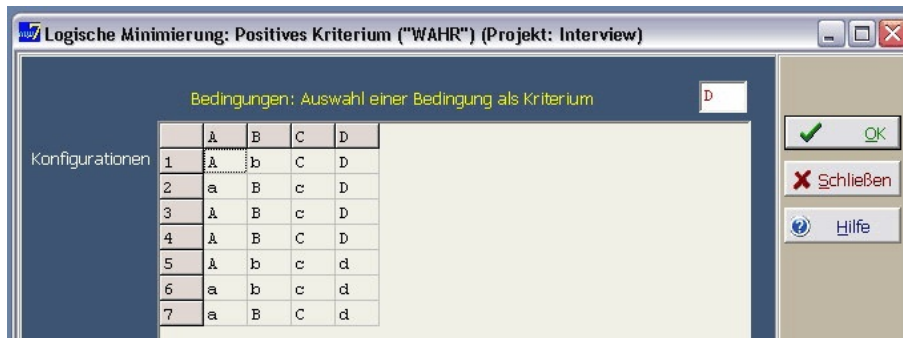 Logische Minimierung: Positives Kriterium ("WAHR") (Projekt: Interview)
Bedingungen: Auswahl einer Bedingung als Kriterium D
A B C D
Konfigurationen 1 A b C D
2 a B c D
3 A B c D
4 A B C D
5 A b c d
6 a b c d
7 a B C d
OK
Schließen
Hilfe